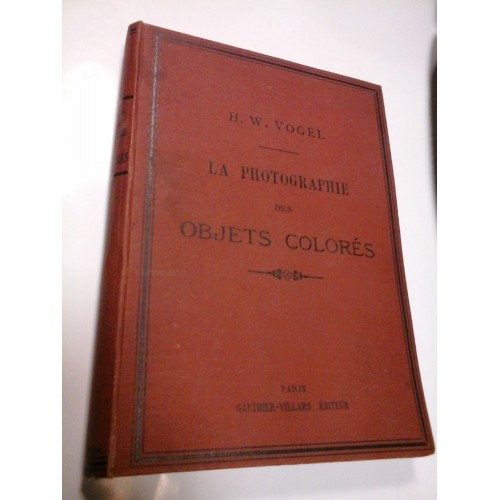 H. W. VOGEL
LA PHOTOGRAPHIE
DES
OBJETS COLORÉS
PARIS
GAUTHIER-VILLARS ÉDITEUR